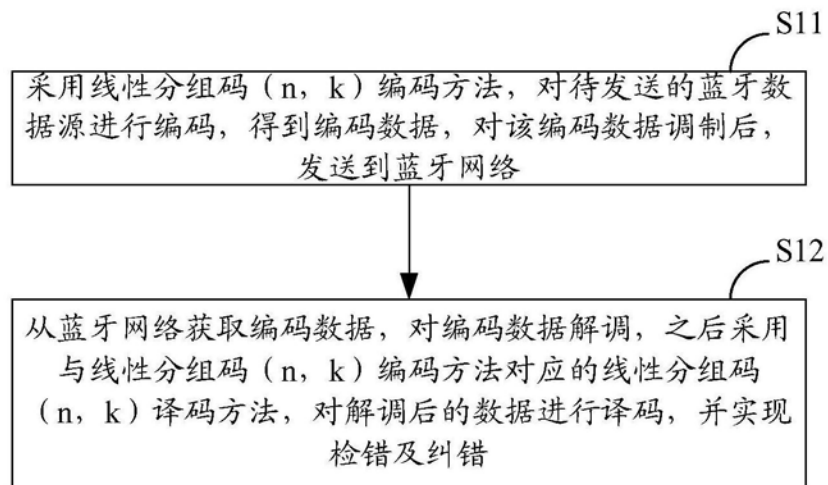 S11
采用线性分组码（n, k）编码方法，对待发送的蓝牙数
据源进行编码，得到编码数据，对该编码数据调制后，
发送到蓝牙网络
S12
从蓝牙网络获取编码数据，对编码数据解调，之后采用
与线性分组码（n, k）编码方法对应的线性分组码
（n, k）译码方法，对解调后的数据进行译码，并实现
检错及纠错